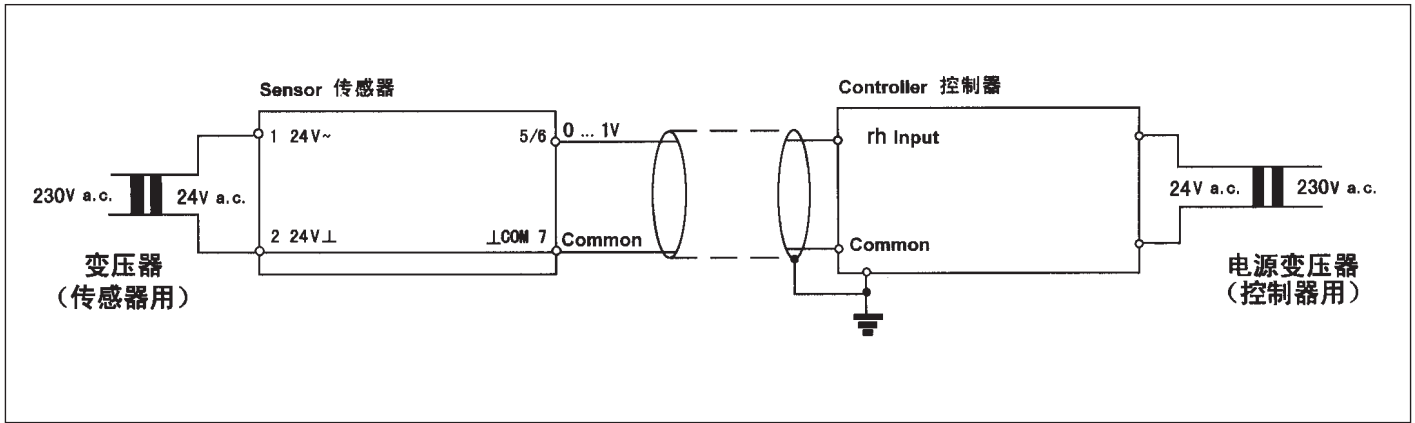 Sensor 传感器
Controller 控制器
1 24V~
5/6
0 ... 1V
rh Input
230V a.c.
24V a.c.
24V a.c.
230V a.c.
2 24V⊥
⊥COM 7
Common
Common
变压器
（传感器用）
电源变压器
（控制器用）